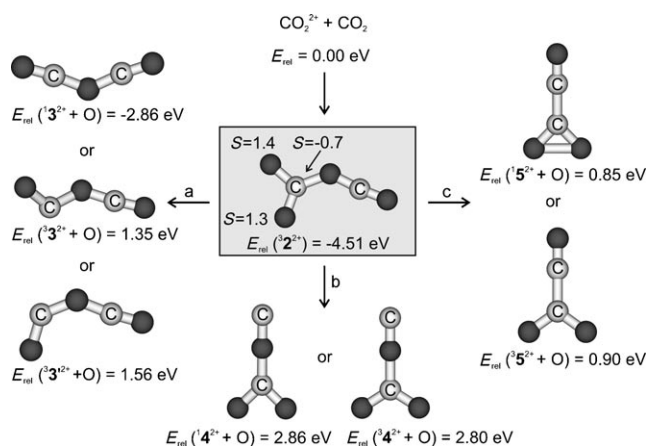 CO₂²⁺ + CO₂
E_rel = 0.00 eV
C C
E_rel (¹3²⁺ + O) = -2.86 eV
or
C C
E_rel (³3²⁺ + O) = 1.35 eV
or
C C
E_rel (³3'²⁺ +O) = 1.56 eV
a
S=1.4 S=-0.7
C C
S=1.3
E_rel (³2²⁺) = -4.51 eV
b
c
C
C
E_rel (¹5²⁺ + O) = 0.85 eV
or
C
C
E_rel (³5²⁺ + O) = 0.90 eV
C C
or
C C
E_rel (¹4²⁺ + O) = 2.86 eV E_rel (³4²⁺ + O) = 2.80 eV